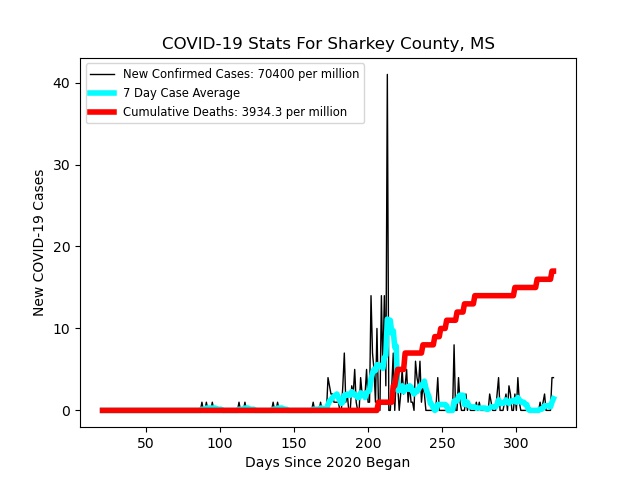 COVID-19 Stats For Sharkey County, MS
New Confirmed Cases: 70400 per million
7 Day Case Average
Cumulative Deaths: 3934.3 per million
New COVID-19 Cases
40
30
20
10
0
50 100 150 200 250 300
Days Since 2020 Began